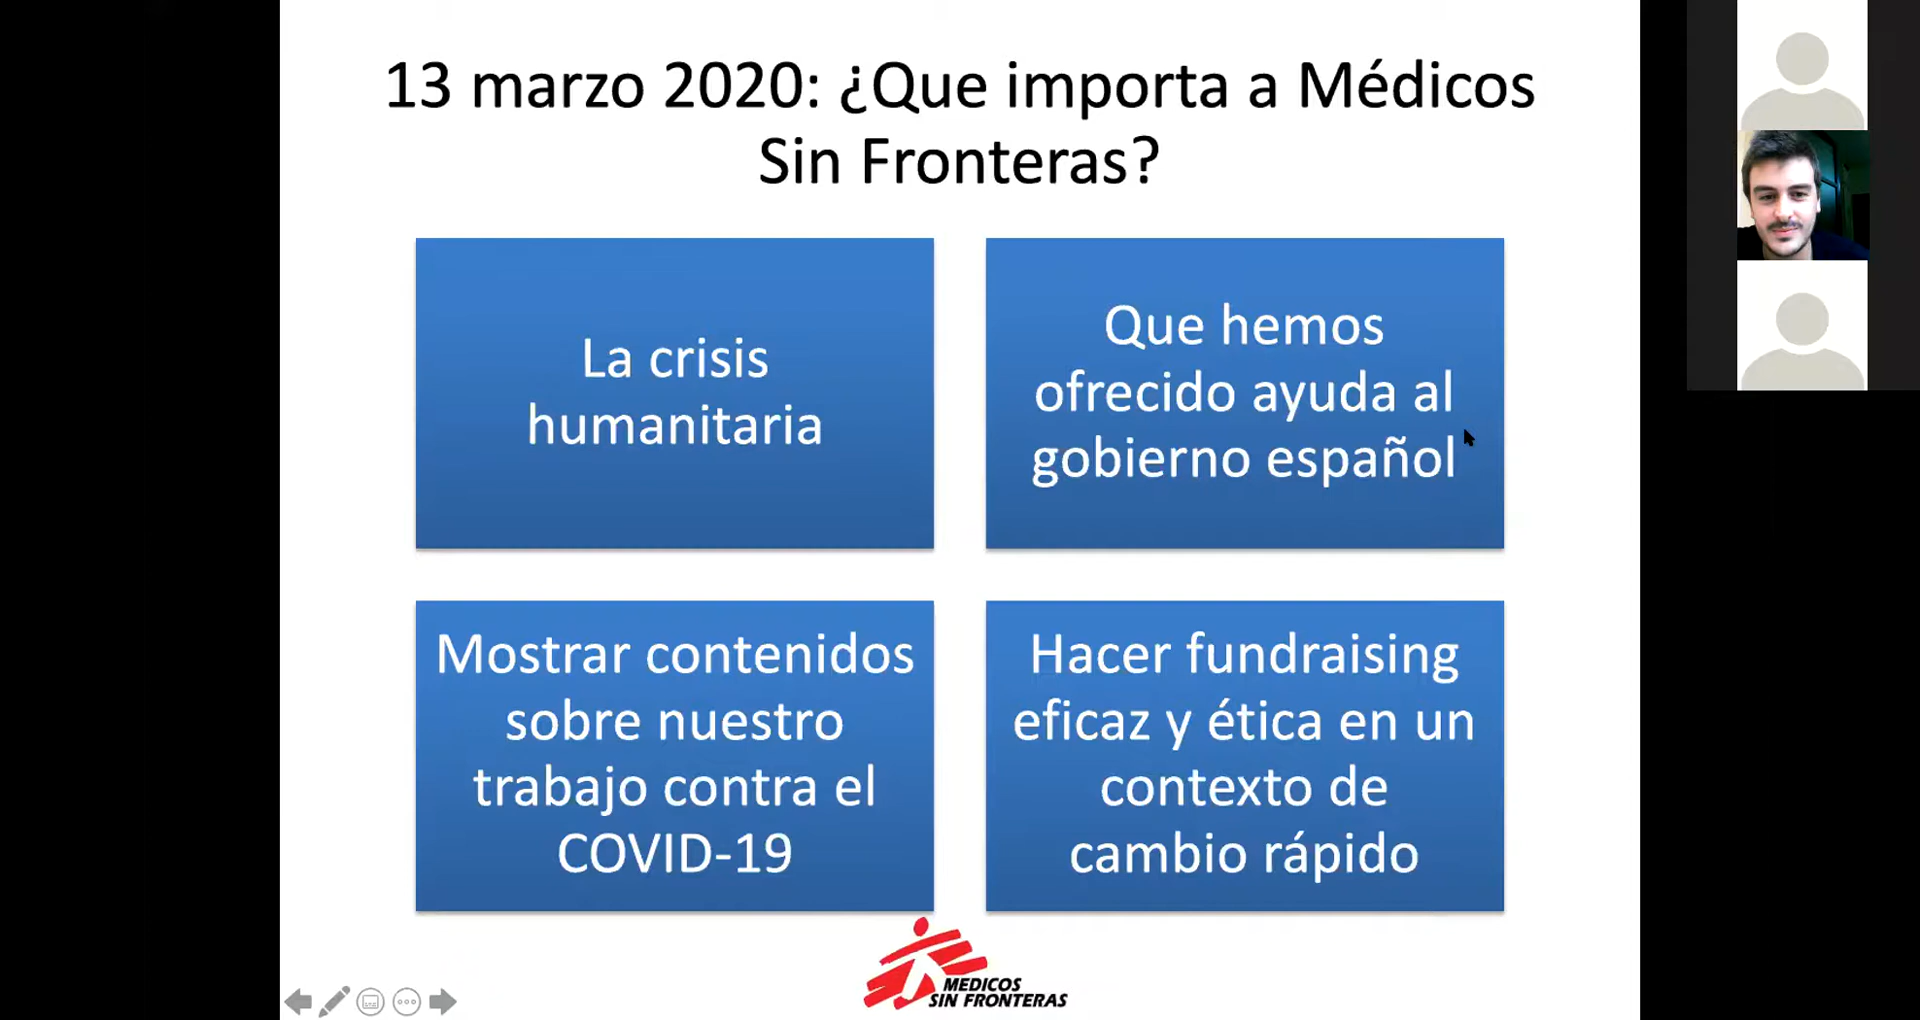 13 marzo 2020: ¿Que importa a Médicos
Sin Fronteras?
La crisis
humanitaria
Que hemos
ofrecido ayuda al
gobierno español
Mostrar contenidos
sobre nuestro
trabajo contra el
COVID-19
Hacer fundraising
eficaz y ética en un
contexto de
cambio rápido
MEDICOS
SIN FRONTERAS